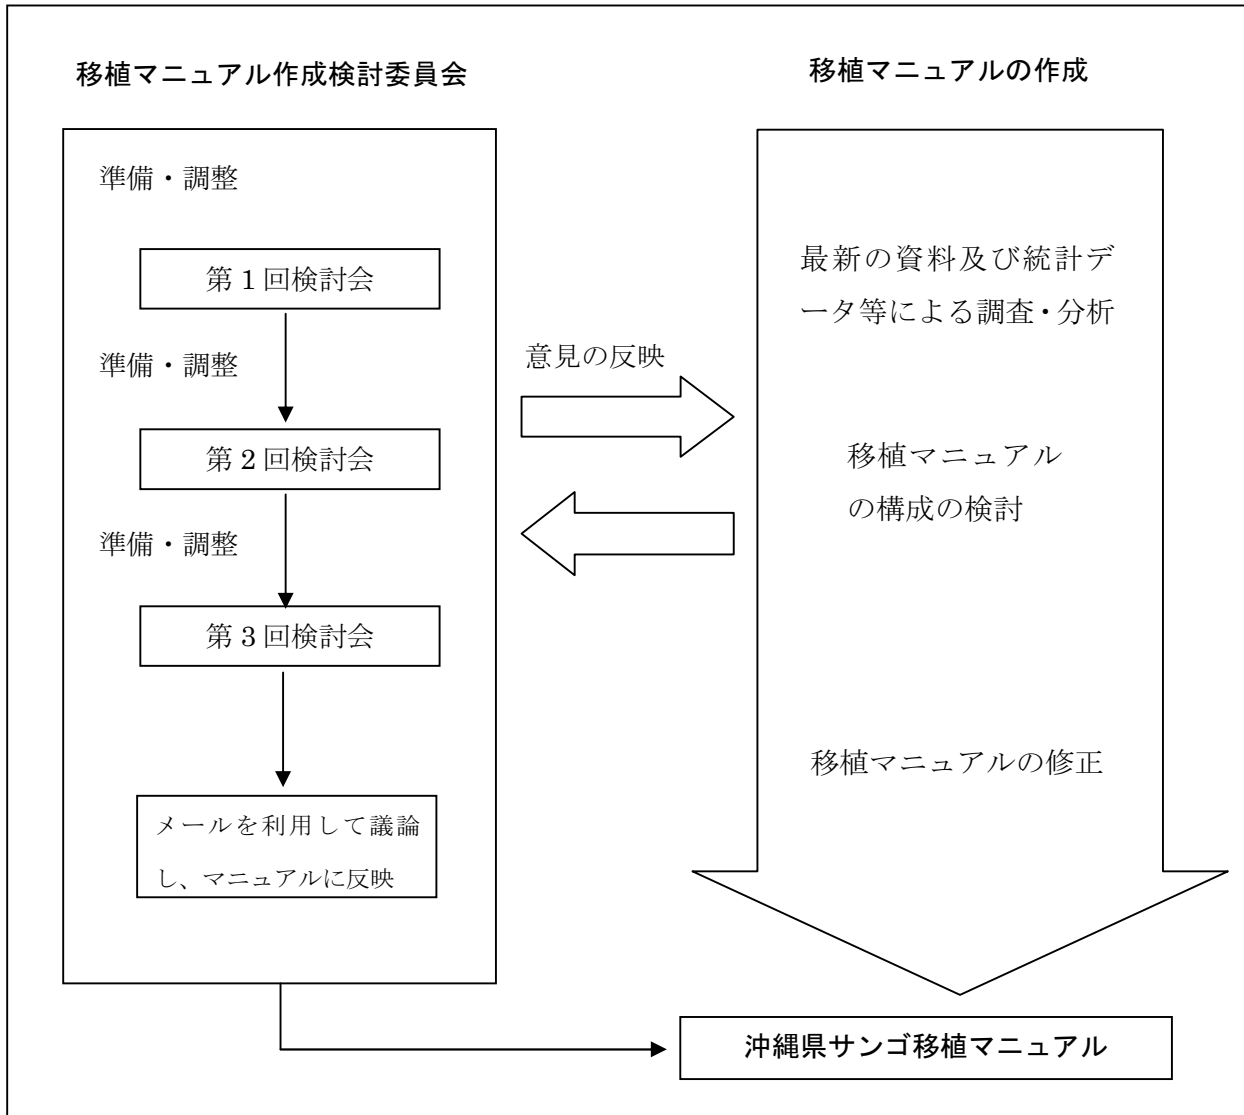 移植マニュアル作成検討委員会
準備・調整
第１回検討会
準備・調整
第２回検討会
準備・調整
第３回検討会
メールを利用して議論
し、マニュアルに反映
意見の反映
移植マニュアルの作成
最新の資料及び統計デ
ータ等による調査・分析
移植マニュアル
の構成の検討
移植マニュアルの修正
沖縄県サンゴ移植マニュアル